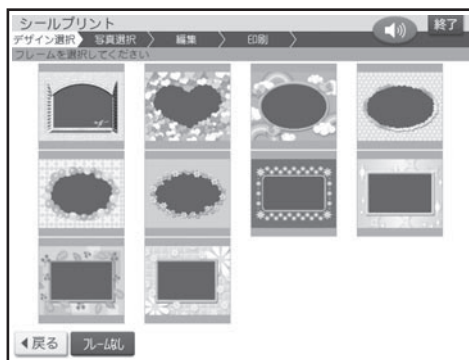 シールプリント
終了
デザイン選択 写真選択 編集 印刷
フレームを選択してください
戻る フレームなし